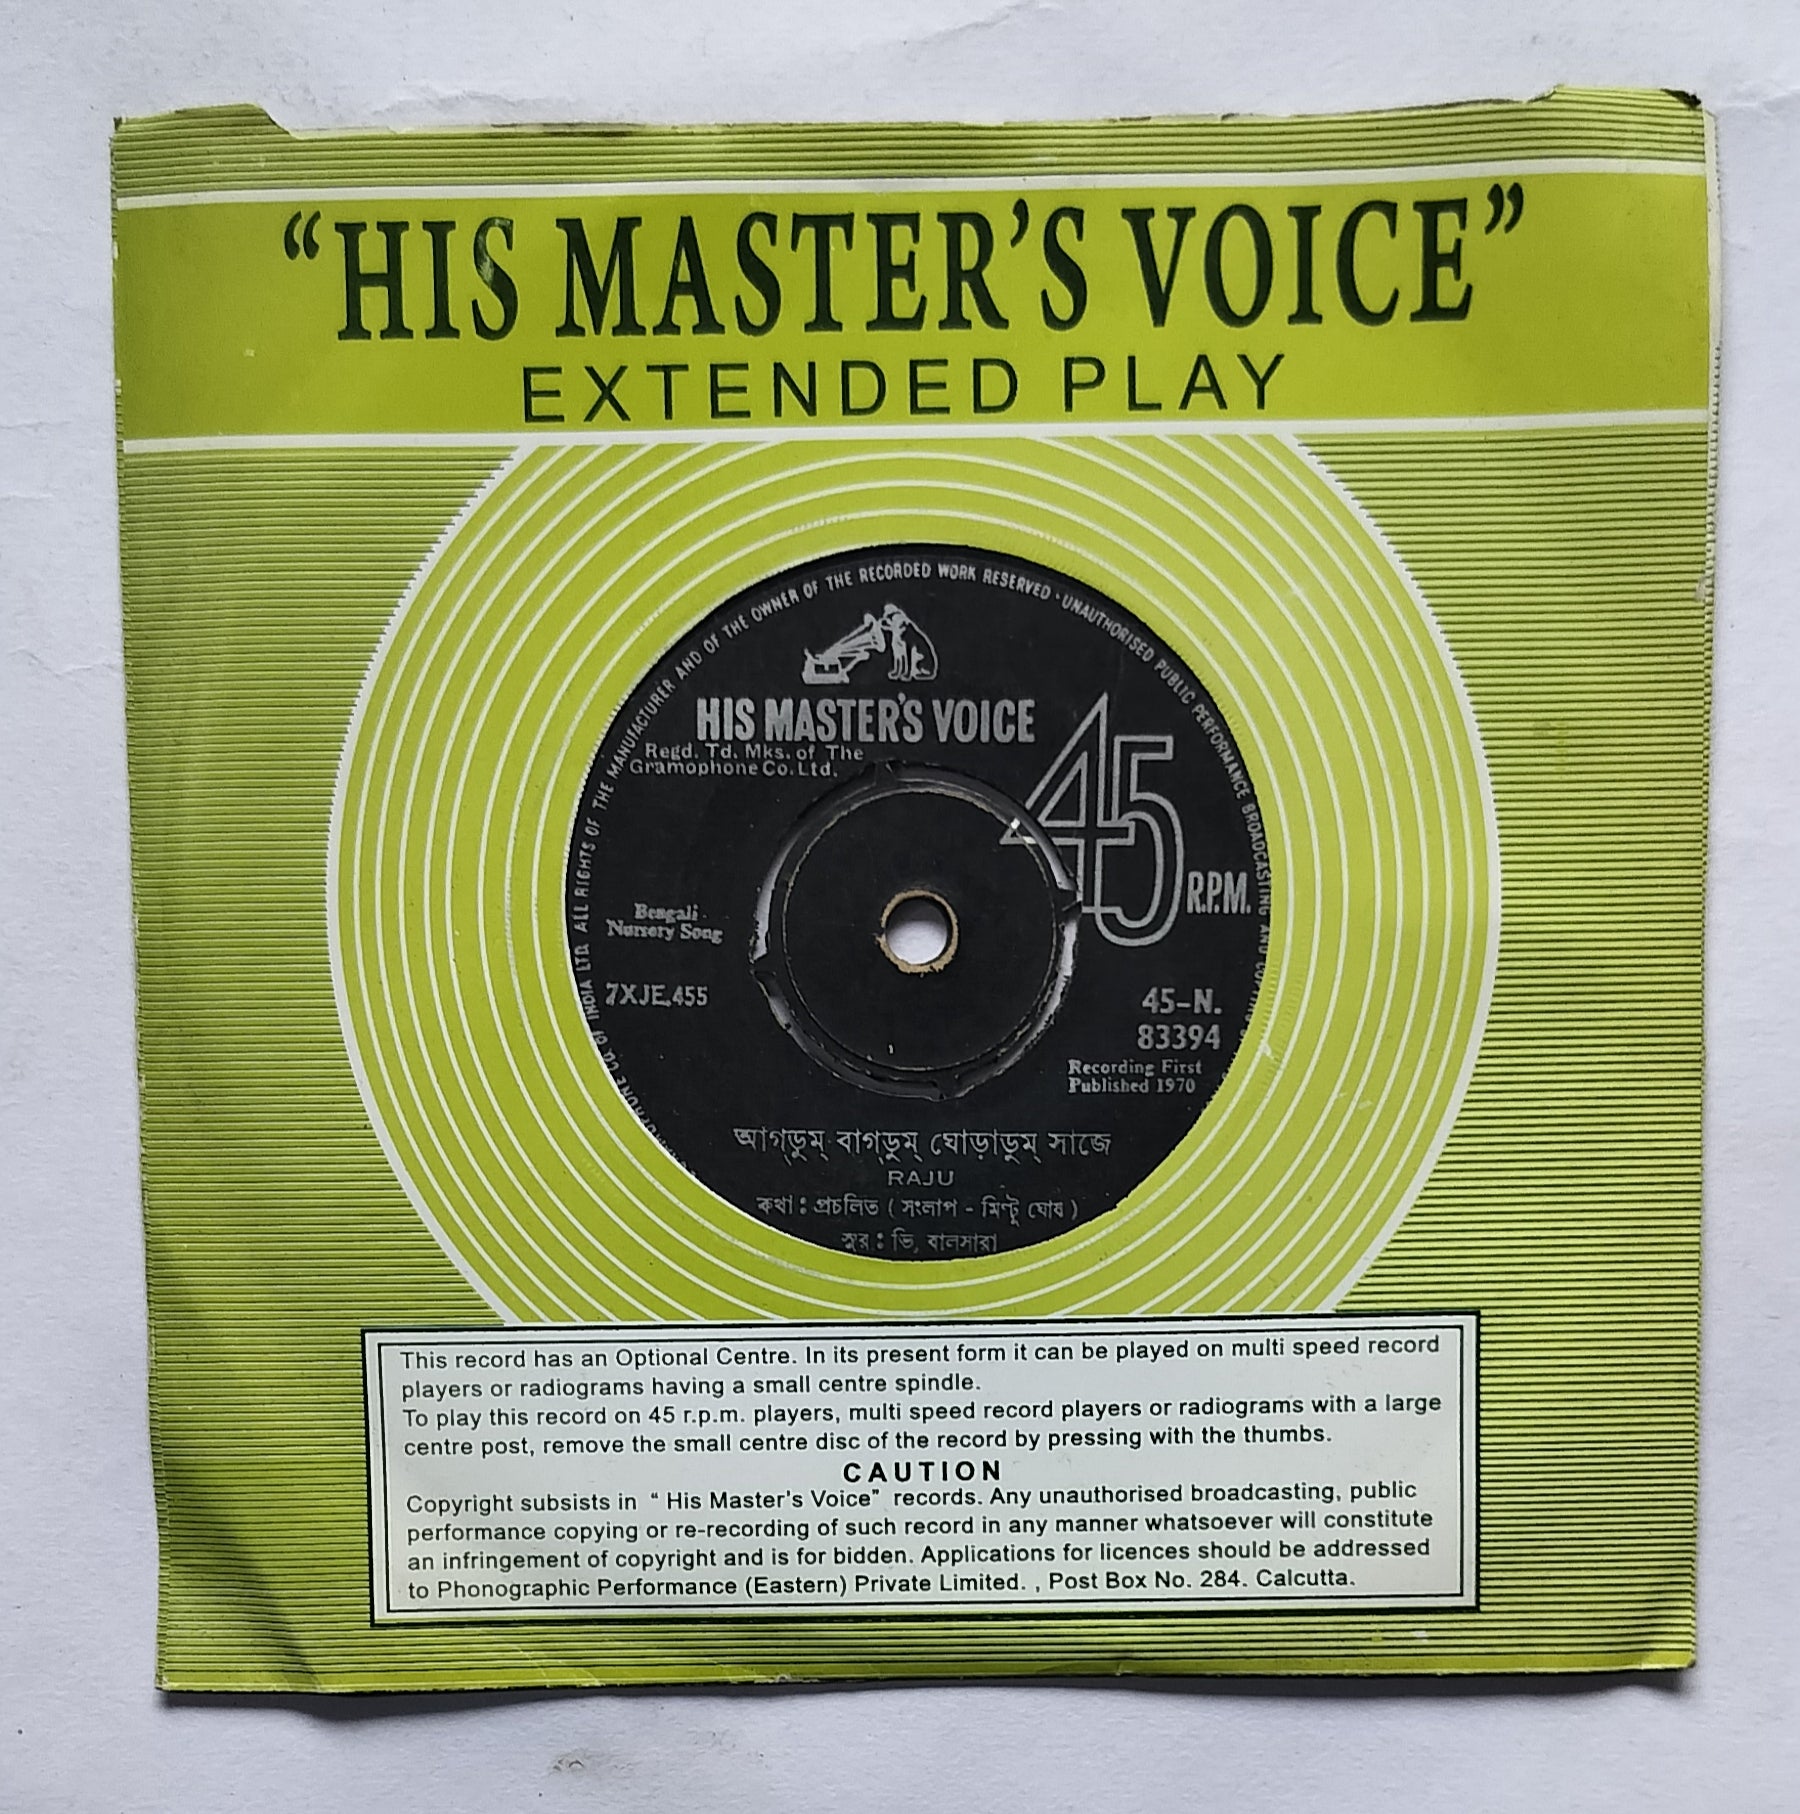 “HIS MASTER’S VOICE”
EXTENDED PLAY
ALL RIGHTS OF THE MANUFACTURER AND OF THE OWNER OF THE RECORDED WORK RESERVED · UNAUTHORISED PUBLIC PERFORMANCE BROADCASTING AND
INDIA LTD.
HIS MASTER'S VOICE
Regd. Td. Mks. of The
Gramophone Co. Ltd.
45
R.P.M.
Bengali
Nursery Song
7XJE.455
45-N.
83394
Recording First
Published 1970
আগ্‌ডুম্ বাগ্‌ডুম্ ঘোড়াডুম্ সাজে
RAJU
কথা : প্রচলিত ( সংলাপ - মিন্টু ঘোষ )
সুর : ভি, বালসারা
This record has an Optional Centre. In its present form it can be played on multi speed record
players or radiograms having a small centre spindle.
To play this record on 45 r.p.m. players, multi speed record players or radiograms with a large
centre post, remove the small centre disc of the record by pressing with the thumbs.
CAUTION
Copyright subsists in “ His Master's Voice” records. Any unauthorised broadcasting, public
performance copying or re-recording of such record in any manner whatsoever will constitute
an infringement of copyright and is for bidden. Applications for licences should be addressed
to Phonographic Performance (Eastern) Private Limited. , Post Box No. 284. Calcutta.